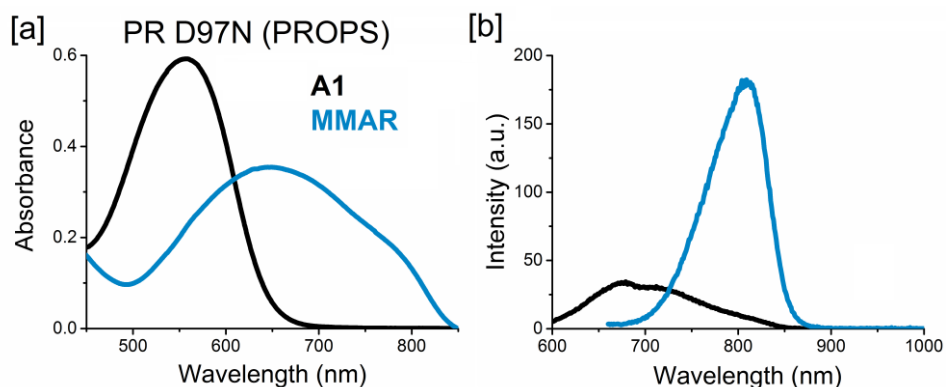 [a] PR D97N (PROPS)
A1
MMAR
Absorbance
0.6
0.4
0.2
0.0
500 600 700 800
Wavelength (nm)
[b]
Intensity (a.u.)
200
150
100
50
0
600 700 800 900 1000
Wavelength (nm)